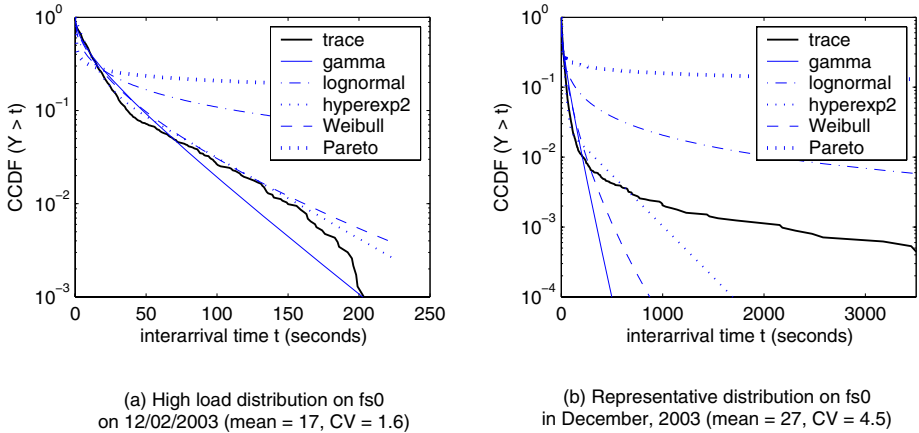 10^0
10^-1
10^-2
10^-3
CCDF (Y > t)
0 50 100 150 200 250
interarrival time t (seconds)
trace
gamma
lognormal
hyperexp2
Weibull
Pareto
(a) High load distribution on fs0
on 12/02/2003 (mean = 17, CV = 1.6)
10^0
10^-1
10^-2
10^-3
10^-4
CCDF (Y > t)
0 1000 2000 3000
interarrival time t (seconds)
trace
gamma
lognormal
hyperexp2
Weibull
Pareto
(b) Representative distribution on fs0
in December, 2003 (mean = 27, CV = 4.5)